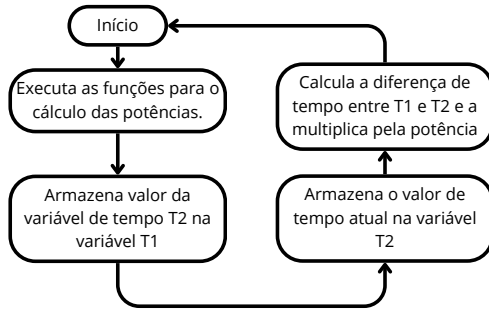 Início
Executa as funções para o
cálculo das potências.
Armazena valor da
variável de tempo T2 na
variável T1
Armazena o valor de
tempo atual na variável
T2
Calcula a diferença de
tempo entre T1 e T2 e a
multiplica pela potência